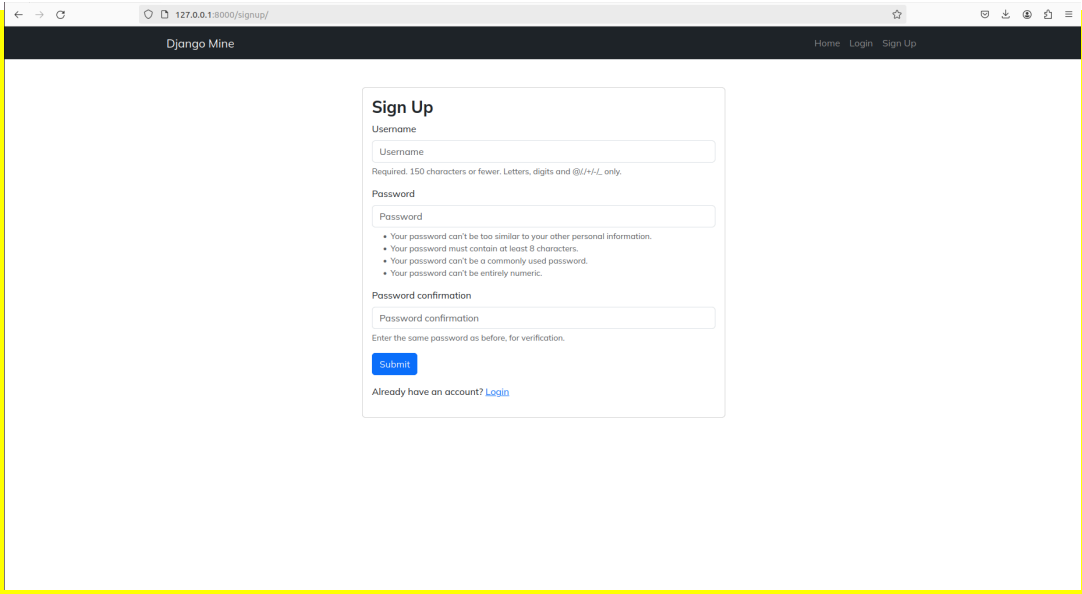 127.0.0.1:8000/signup/
Django Mine
Home Login Sign Up
Sign Up
Username
Username
Required. 150 characters or fewer. Letters, digits and @/./+/-/_ only.
Password
Password
• Your password can't be too similar to your other personal information.
• Your password must contain at least 8 characters.
• Your password can't be a commonly used password.
• Your password can't be entirely numeric.
Password confirmation
Password confirmation
Enter the same password as before, for verification.
Submit
Already have an account? Login